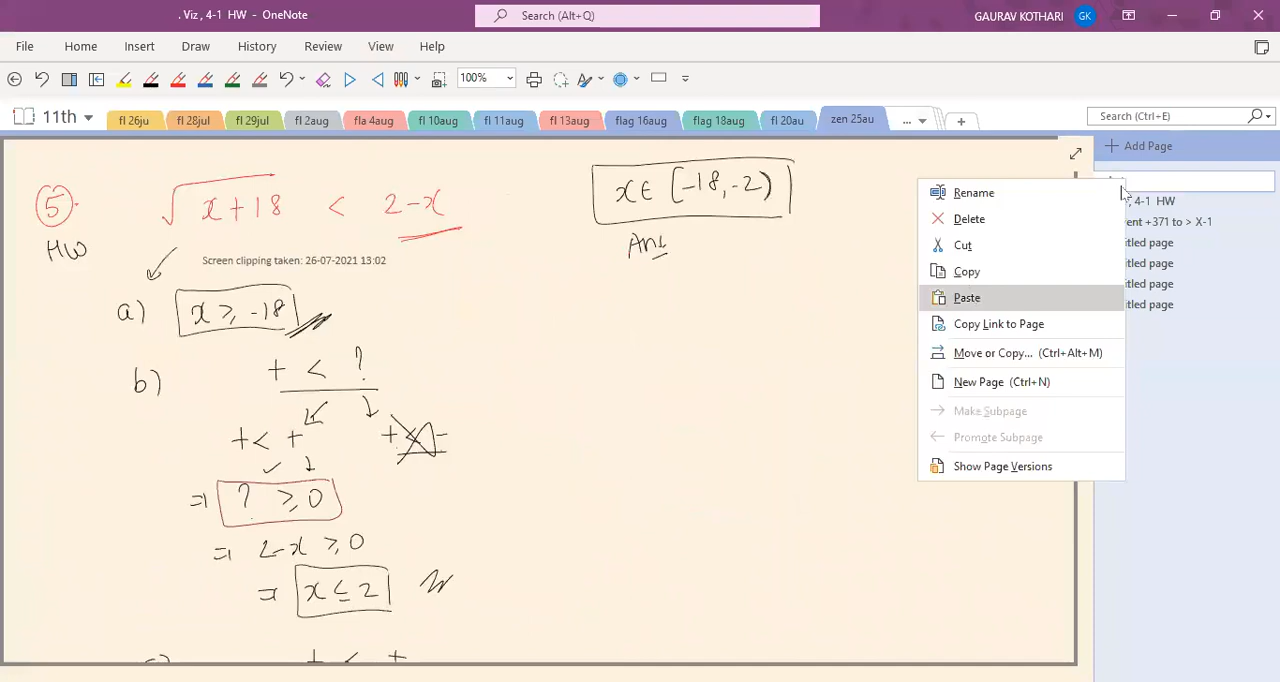 . Viz , 4-1 HW - OneNote
Search (Alt+Q)
GAURAV KOTHARI
GK
File Home Insert Draw History Review View Help
100%
11th
fl 26ju
fl 28jul
fl 29jul
fl 2aug
fla 4aug
fl 10aug
fl 11aug
fl 13aug
flag 16aug
flag 18aug
fl 20au
zen 25au
...
Search (Ctrl+E)
Add Page
, 4-1 HW
ent +371 to > X-1
itled page
itled page
itled page
itled page
Rename
Delete
Cut
Copy
Paste
Copy Link to Page
Move or Copy... (Ctrl+Alt+M)
New Page (Ctrl+N)
Make Subpage
Promote Subpage
Show Page Versions
5. √x+18 < 2-x
HW
x ∈ [-18, -2)
Ans
Screen clipping taken: 26-07-2021 13:02
a) x ≥ -18
b) + < ?
+ < + + < -
⇒ ? ≥ 0
⇒ 2-x ≥ 0
⇒ x ≤ 2
+ < +